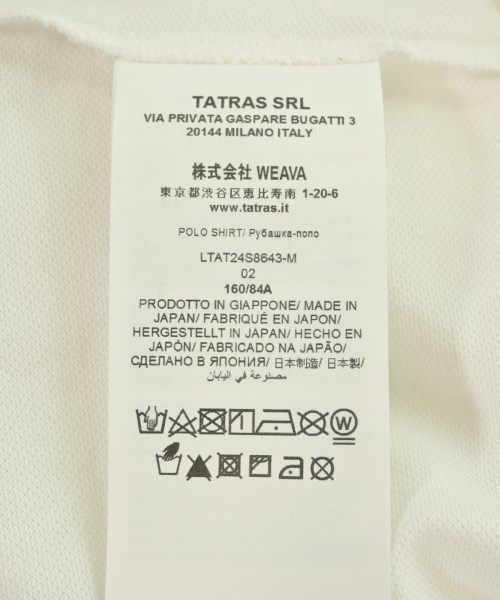 TATRAS SRL
VIA PRIVATA GASPARE BUGATTI 3
20144 MILANO ITALY
株式会社 WEAVA
東京都渋谷区恵比寿南 1-20-6
www.tatras.it
POLO SHIRT/ Рубашка-поло
LTAT24S8643-M
02
160/84A
PRODOTTO IN GIAPPONE/ MADE IN
JAPAN/ FABRIQUÉ EN JAPON/
HERGESTELLT IN JAPAN/ HECHO EN
JAPÓN/ FABRICADO NA JAPÃO/
СДЕЛАНО В ЯПОНИЯ/ 日本制造/ 日本製/
مصنوعة في اليابان
W